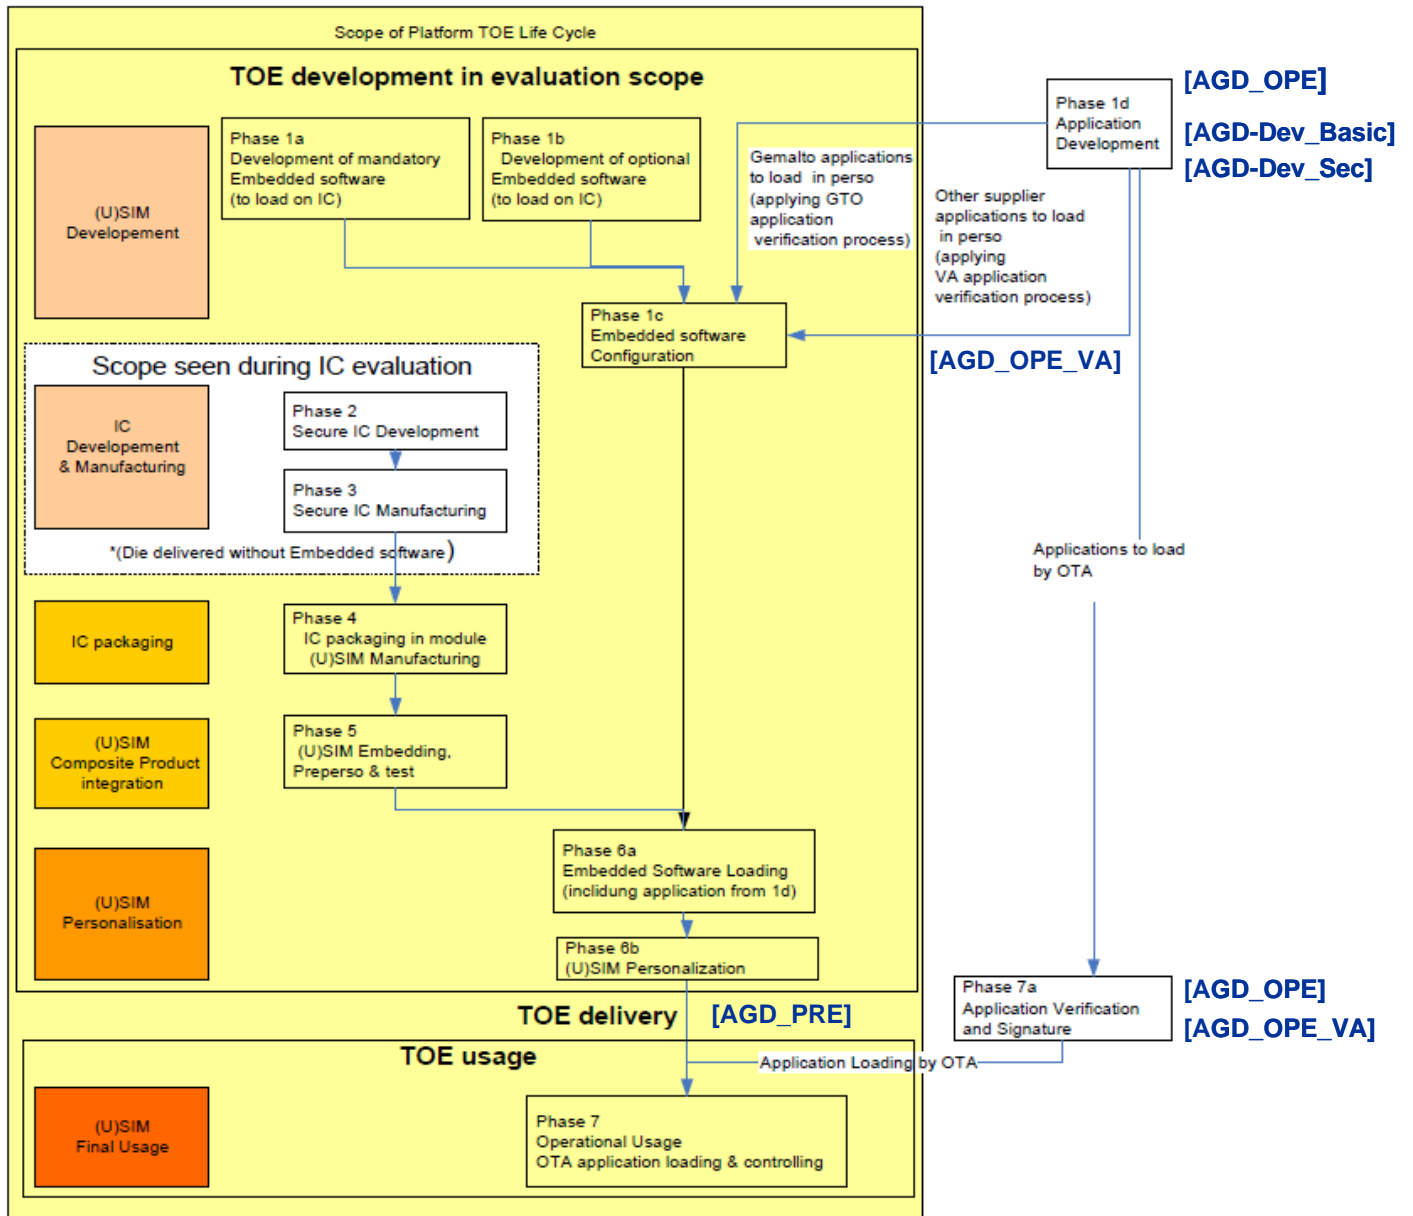 Scope of Platform TOE Life Cycle
TOE development in evaluation scope
(U)SIM
Developement
Phase 1a
Development of mandatory
Embedded software
(to load on IC)
Phase 1b
Development of optional
Embedded software
(to load on IC)
Gemalto applications
to load in perso
(applying GTO
application
verification process)
Phase 1d
Application
Development
[AGD_OPE]
[AGD-Dev_Basic]
[AGD-Dev_Sec]
Other supplier
applications to load
in perso
(applying
VA application
verification process)
Phase 1c
Embedded software
Configuration
[AGD_OPE_VA]
Scope seen during IC evaluation
IC
Developement
& Manufacturing
Phase 2
Secure IC Development
Phase 3
Secure IC Manufacturing
*(Die delivered without Embedded software)
Applications to load
by OTA
IC packaging
Phase 4
IC packaging in module
(U)SIM Manufacturing
(U)SIM
Composite Product
integration
Phase 5
(U)SIM Embedding,
Preperso & test
(U)SIM
Personalisation
Phase 6a
Embedded Software Loading
(inclidung application from 1d)
Phase 6b
(U)SIM Personalization
TOE delivery
[AGD_PRE]
Phase 7a
Application Verification
and Signature
[AGD_OPE]
[AGD_OPE_VA]
TOE usage
Application Loading by OTA
(U)SIM
Final Usage
Phase 7
Operational Usage
OTA application loading & controlling